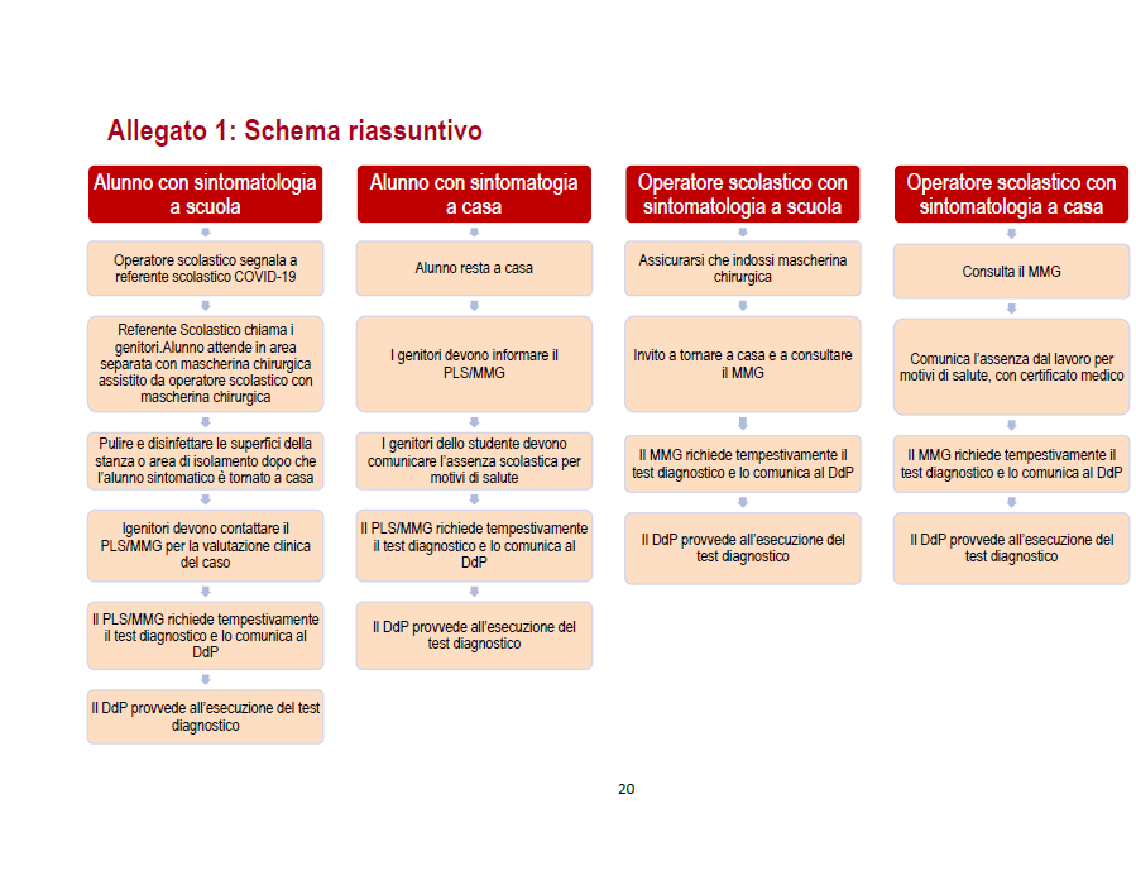 Allegato 1: Schema riassuntivo
Alunno con sintomatologia
a scuola
Operatore scolastico segnala a
referente scolastico COVID-19
Referente Scolastico chiama i
genitori.Alunno attende in area
separata con mascherina chirurgica
assistito da operatore scolastico con
mascherina chirurgica
Pulire e disinfettare le superfici della
stanza o area di isolamento dopo che
l'alunno sintomatico è tornato a casa
Igenitori devono contattare il
PLS/MMG per la valutazione clinica
del caso
Il PLS/MMG richiede tempestivamente
il test diagnostico e lo comunica al
DdP
Il DdP provvede all'esecuzione del test
diagnostico
Alunno con sintomatogia
a casa
Alunno resta a casa
I genitori devono informare il
PLS/MMG
I genitori dello studente devono
comunicare l'assenza scolastica per
motivi di salute
Il PLS/MMG richiede tempestivamente
il test diagnostico e lo comunica al
DdP
Il DdP provvede all'esecuzione del
test diagnostico
Operatore scolastico con
sintomatologia a scuola
Assicurarsi che indossi mascherina
chirurgica
Invito a tornare a casa e a consultare
il MMG
Il MMG richiede tempestivamente il
test diagnostico e lo comunica al DdP
Il DdP provvede all'esecuzione del
test diagnostico
Operatore scolastico con
sintomatologia a casa
Consulta il MMG
Comunica l'assenza dal lavoro per
motivi di salute, con certificato medico
Il MMG richiede tempestivamente il
test diagnostico e lo comunica al DdP
Il DdP provvede all'esecuzione del
test diagnostico
20